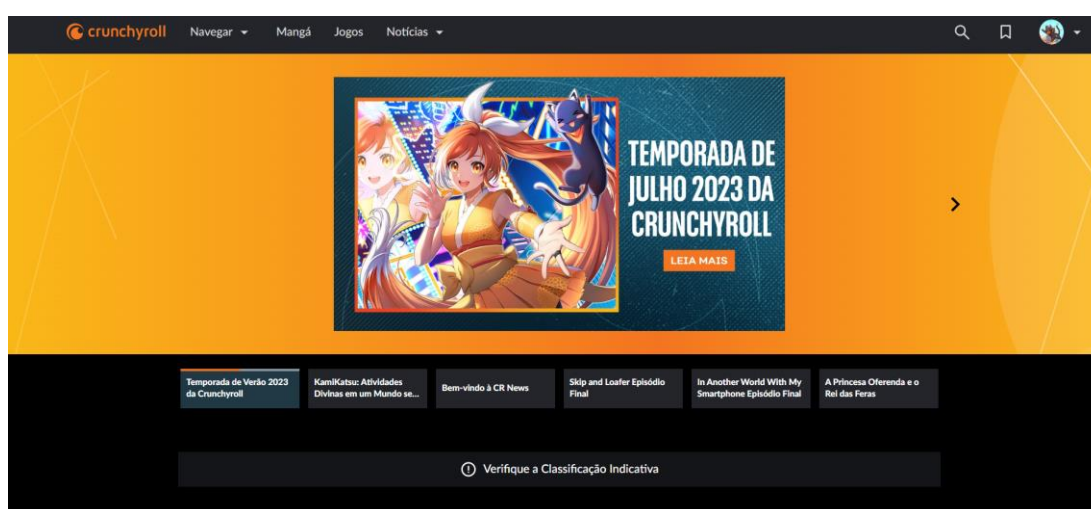 crunchyroll Navegar Mangá Jogos Notícias
TEMPORADA DE
JULHO 2023 DA
CRUNCHYROLL
LEIA MAIS
Temporada de Verão 2023
da Crunchyroll
KamiKatsu: Atividades
Divinas em um Mundo se...
Bem-vindo à CR News
Skip and Loafer Episódio
Final
In Another World With My
Smartphone Episódio Final
A Princesa Oferenda e o
Rei das Feras
Verifique a Classificação Indicativa